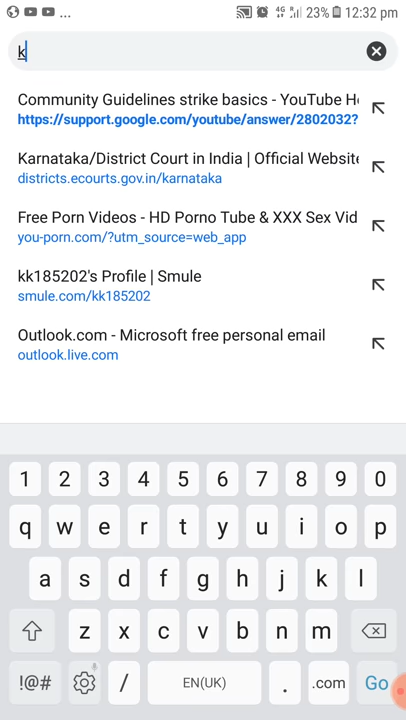 ... 4G 23% 12:32 pm
k
Community Guidelines strike basics - YouTube He
https://support.google.com/youtube/answer/2802032?
Karnataka/District Court in India | Official Website
districts.ecourts.gov.in/karnataka
Free Porn Videos - HD Porno Tube & XXX Sex Vid
you-porn.com/?utm_source=web_app
kk185202's Profile | Smule
smule.com/kk185202
Outlook.com - Microsoft free personal email
outlook.live.com
1 2 3 4 5 6 7 8 9 0
q w e r t y u i o p
a s d f g h j k l
z x c v b n m
!@# / EN(UK) . .com Go